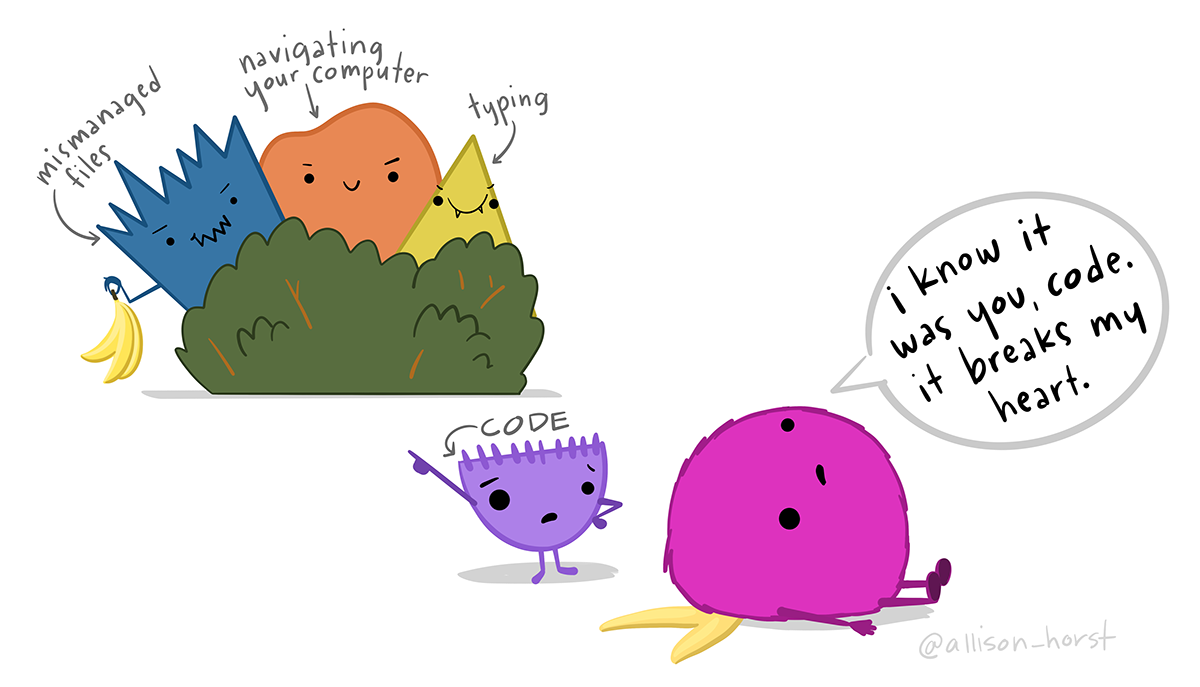 mismanaged
files
navigating
your computer
typing
i know it
was you, code.
it breaks my
heart.
CODE
@allison_horst